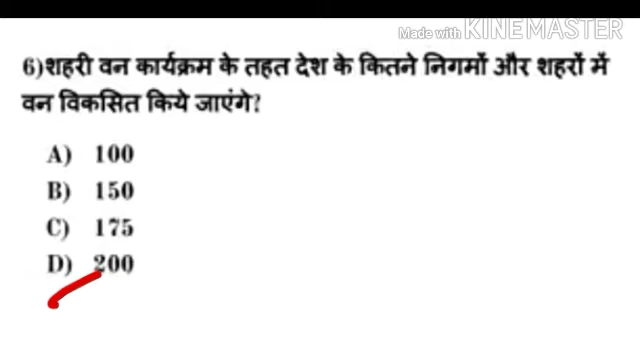 Made with KINEMASTER
6)शहरी वन कार्यक्रम के तहत देश के कितने निगमों और शहरों में
वन विकसित किये जाएंगे?
A) 100
B) 150
C) 175
D) 200